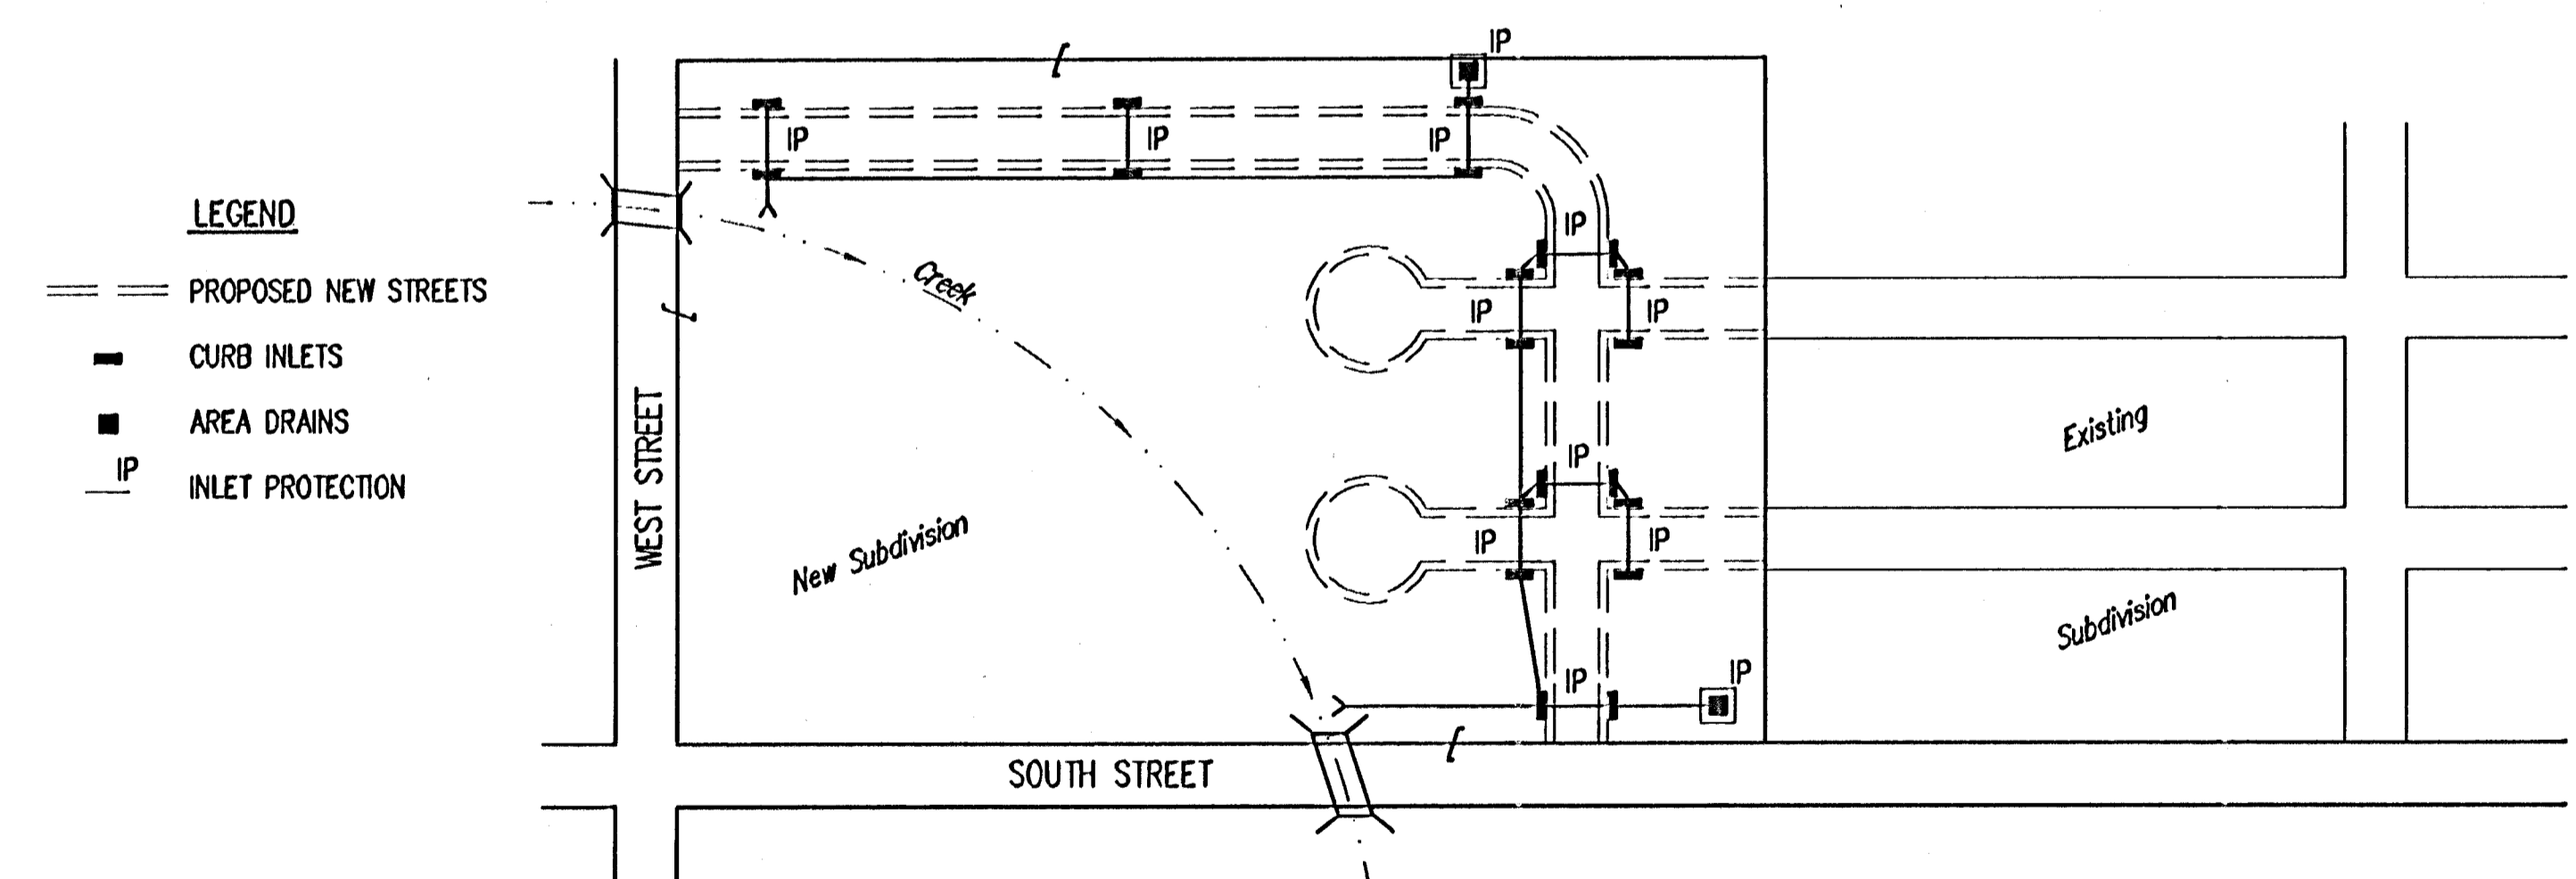 IP
IP
IP
IP
LEGEND
PROPOSED NEW STREETS
CURB INLETS
AREA DRAINS
IP
INLET PROTECTION
WEST STREET
Creek
New Subdivision
IP
IP
IP
IP
IP
IP
IP
IP
Existing
Subdivision
SOUTH STREET